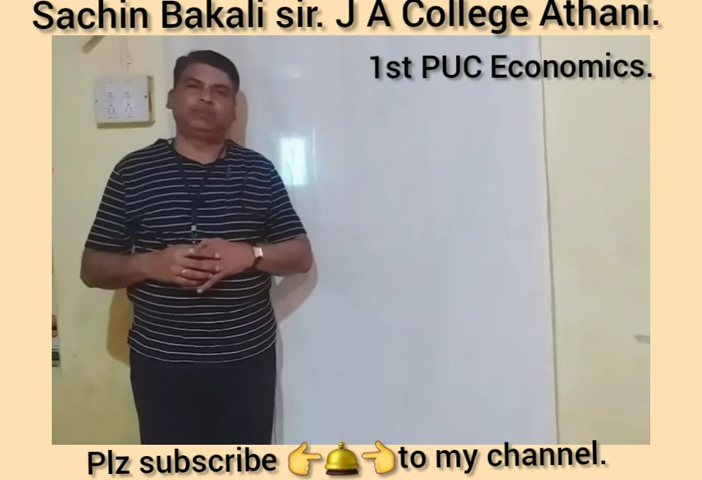 Sachin Bakali sir. J A College Athani.
1st PUC Economics.
Plz subscribe 👉🛎️👈to my channel.